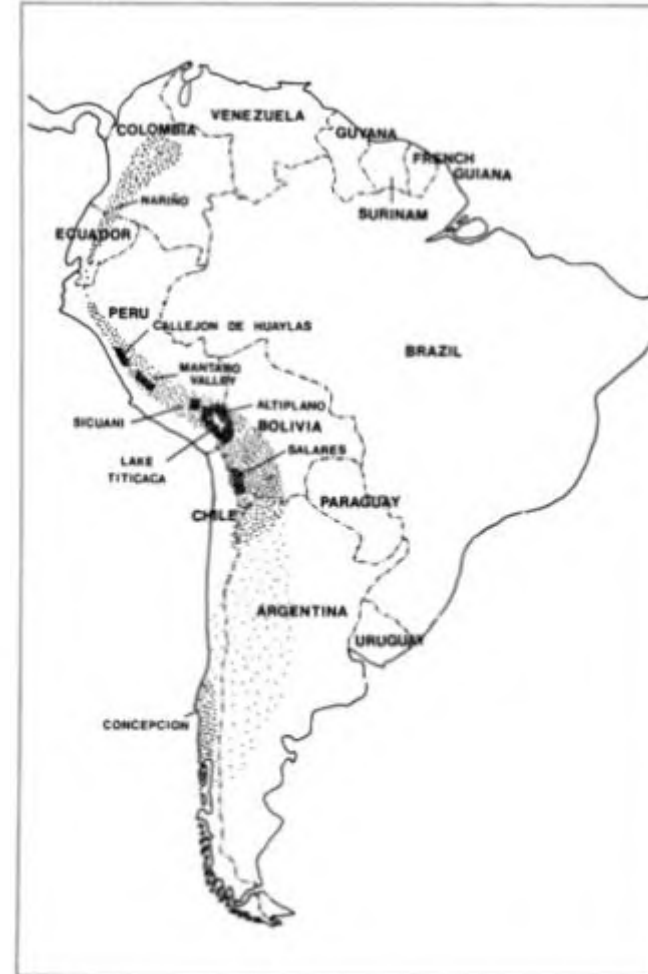 VENEZUELA
COLOMBIA
GUYANA
FRENCH
GUIANA
NARIÑO
SURINAM
ECUADOR
PERU
CALLEJON DE HUAYLAS
BRAZIL
MANTARO
VALLEY
ALTIPLANO
SICUANI
BOLIVIA
SALARES
LAKE
TITICACA
PARAGUAY
CHILE
ARGENTINA
URUGUAY
CONCEPCION